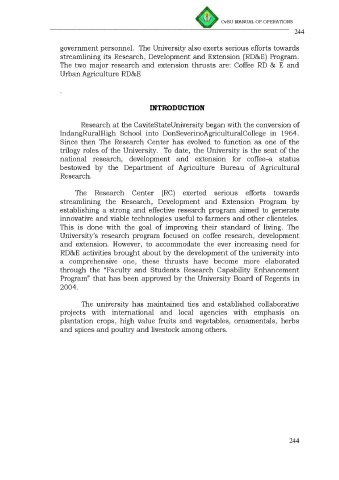 CvSU MANUAL OF OPERATIONS
244
government personnel. The University also exerts serious efforts towards
streamlining its Research, Development and Extension (RD&E) Program.
The two major research and extension thrusts are: Coffee RD & E and
Urban Agriculture RD&E
.
INTRODUCTION
Research at the CaviteStateUniversity began with the conversion of
IndangRuralHigh School into DonSeverinoAgriculturalCollege in 1964.
Since then The Research Center has evolved to function as one of the
trilogy roles of the University. To date, the University is the seat of the
national research, development and extension for coffee–a status
bestowed by the Department of Agriculture Bureau of Agricultural
Research.
The Research Center (RC) exerted serious efforts towards
streamlining the Research, Development and Extension Program by
establishing a strong and effective research program aimed to generate
innovative and viable technologies useful to farmers and other clienteles.
This is done with the goal of improving their standard of living. The
University's research program focused on coffee research, development
and extension. However, to accommodate the ever increasing need for
RD&E activities brought about by the development of the university into
a comprehensive one, these thrusts have become more elaborated
through the "Faculty and Students Research Capability Enhancement
Program" that has been approved by the University Board of Regents in
2004.
The university has maintained ties and established collaborative
projects with international and local agencies with emphasis on
plantation crops, high value fruits and vegetables, ornamentals, herbs
and spices and poultry and livestock among others.
244